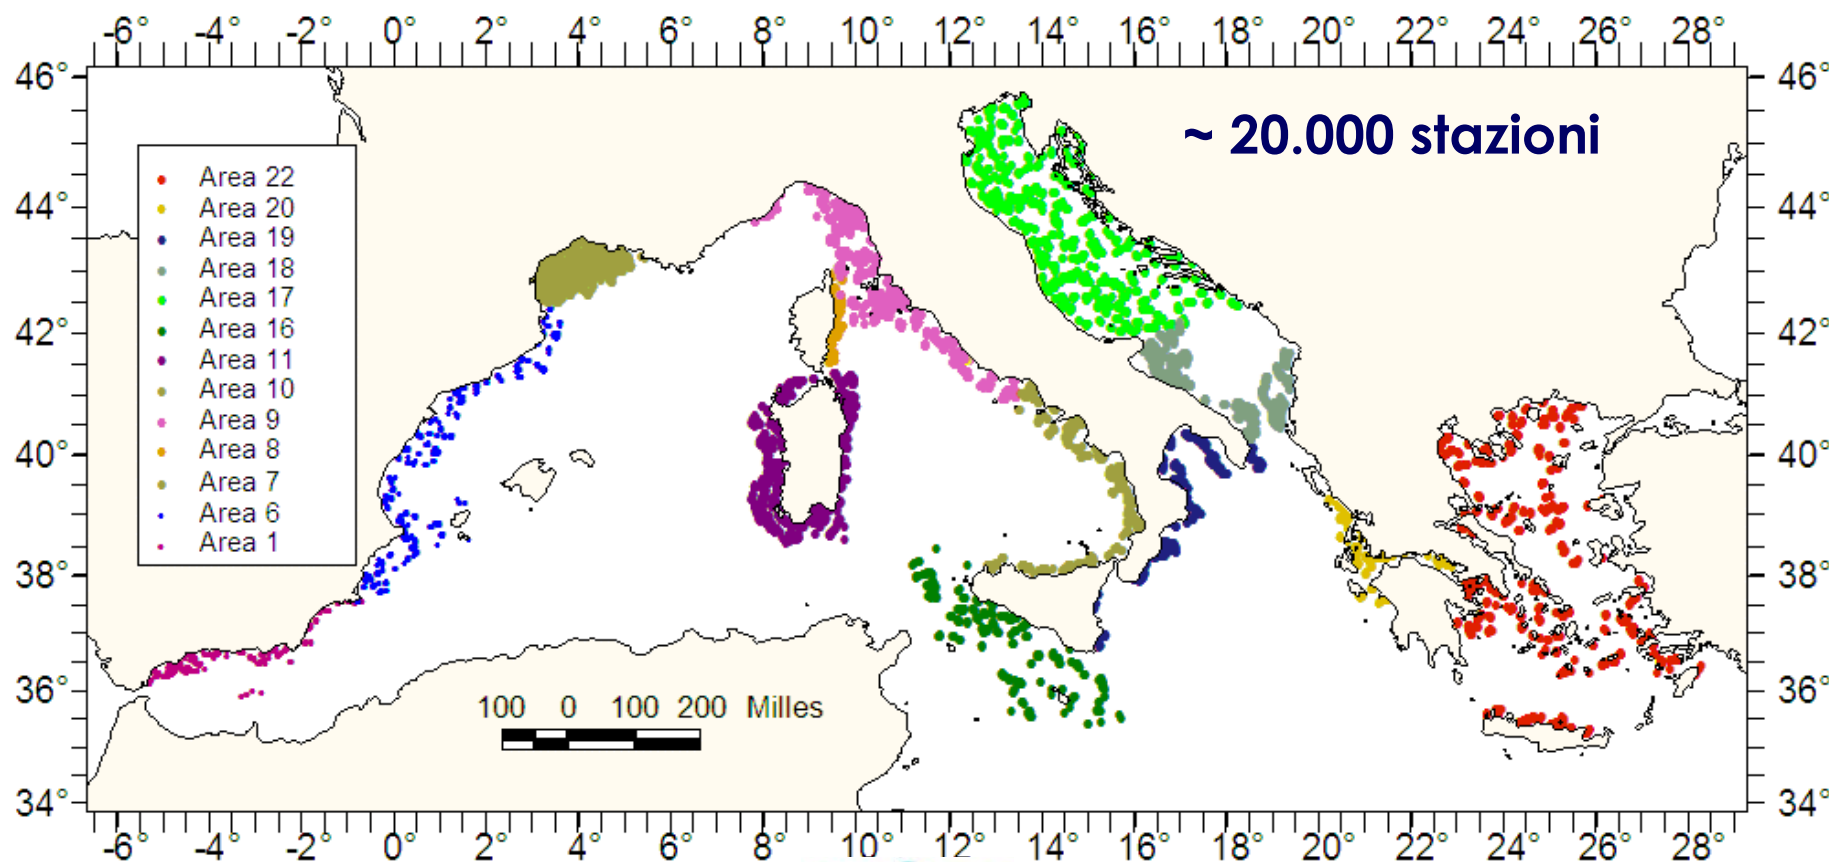 -6° -4° -2° 0° 2° 4° 6° 8° 10° 12° 14° 16° 18° 20° 22° 24° 26° 28°
46° 46°
~ 20.000 stazioni
Area 22
Area 20
44° 44°
Area 19
Area 18
Area 17
Area 16
42° 42°
Area 11
Area 10
Area 9
Area 8
40° 40°
Area 7
Area 6
Area 1
38° 38°
36° 36°
100 0 100 200 Milles
34° 34°
-6° -4° -2° 0° 2° 4° 6° 8° 10° 12° 14° 16° 18° 20° 22° 24° 26° 28°